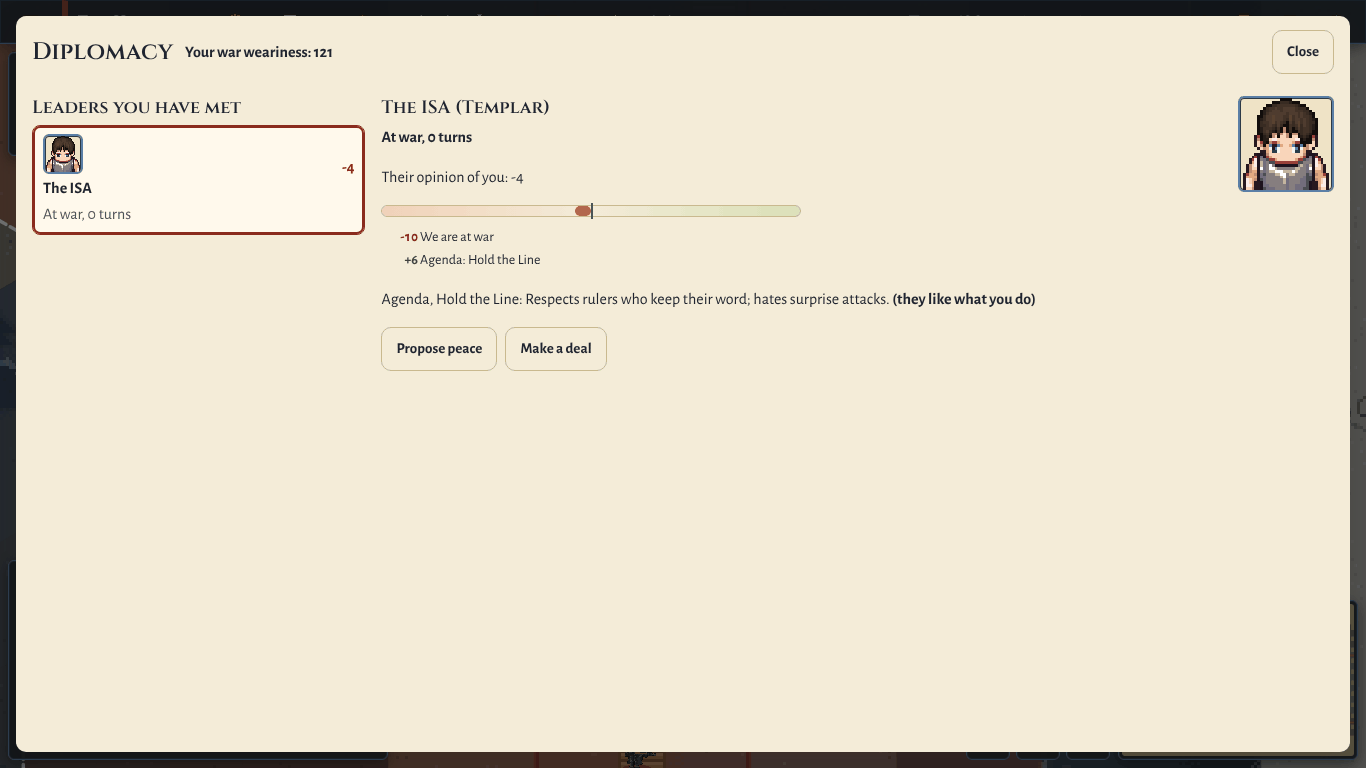 Diplomacy Your war weariness: 121
Close
Leaders you have met
-4
The ISA
At war, 0 turns
The ISA (Templar)
At war, 0 turns
Their opinion of you: -4
-10 We are at war
+6 Agenda: Hold the Line
Agenda, Hold the Line: Respects rulers who keep their word; hates surprise attacks. (they like what you do)
Propose peace
Make a deal